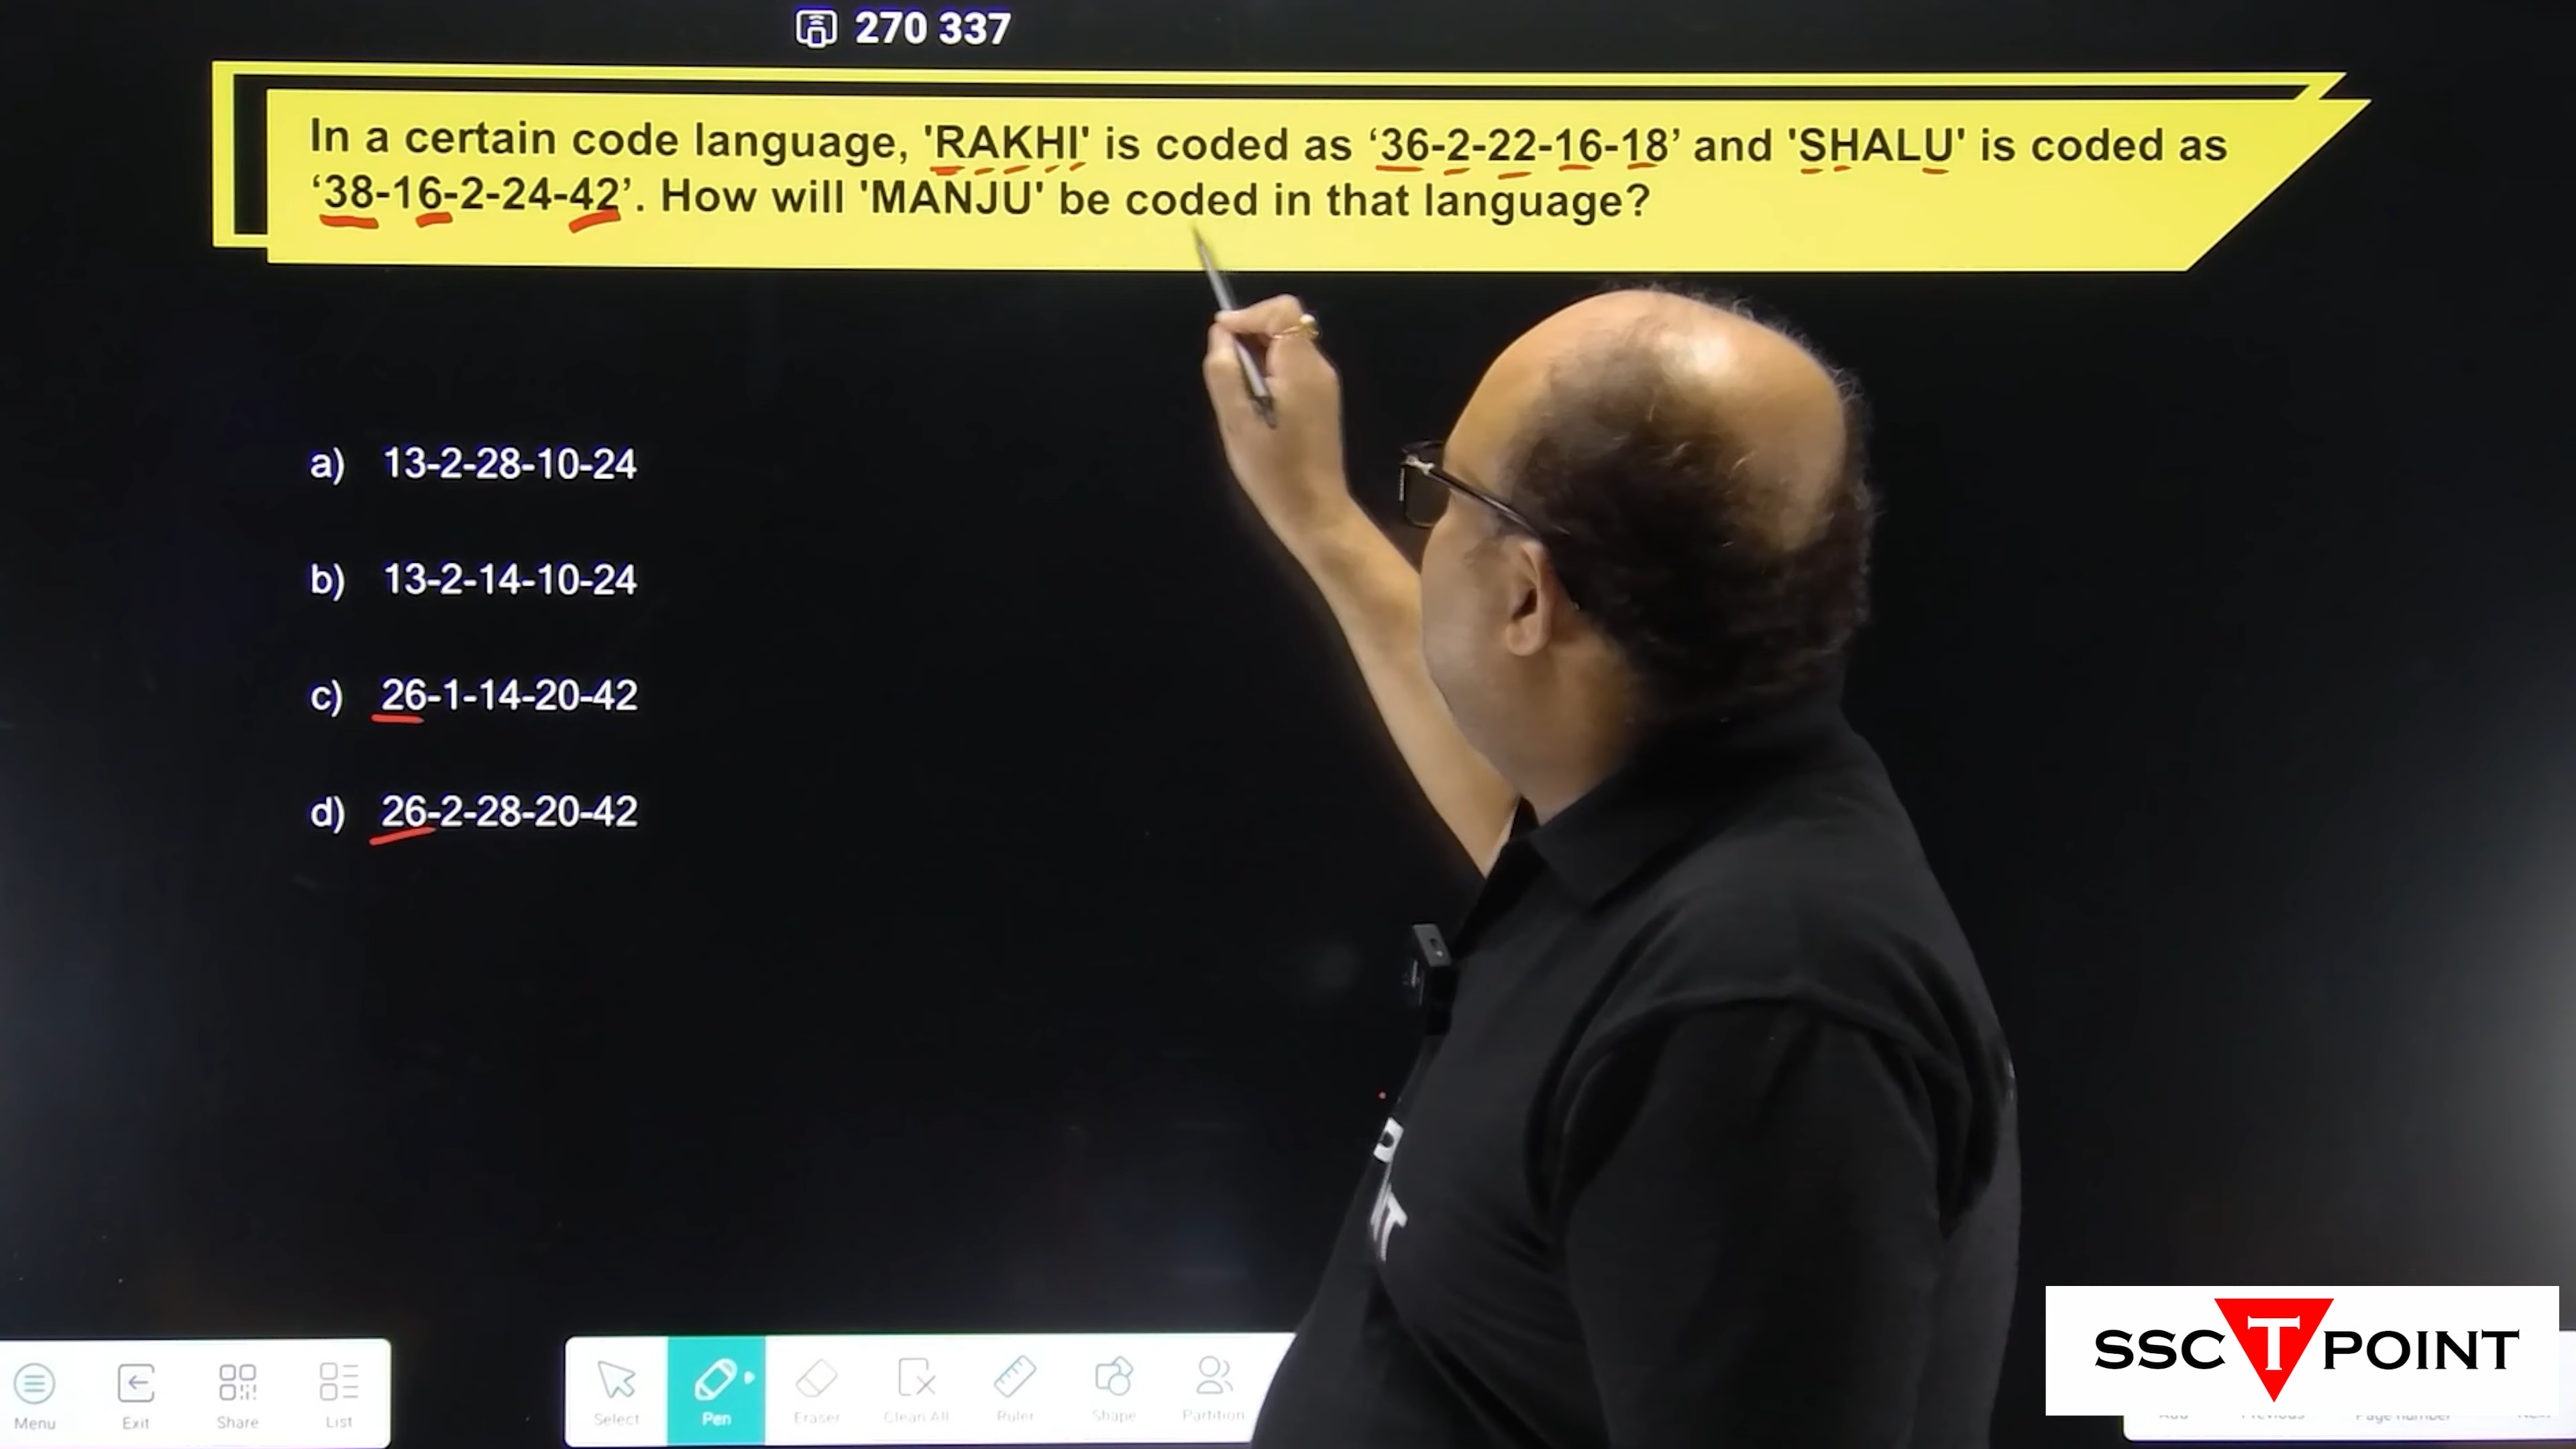 270 337
In a certain code language, 'RAKHI' is coded as ‘36-2-22-16-18’ and 'SHALU' is coded as
‘38-16-2-24-42’. How will 'MANJU' be coded in that language?
a) 13-2-28-10-24
b) 13-2-14-10-24
c) 26-1-14-20-42
d) 26-2-28-20-42
Menu Exit Share List
Select Pen Eraser Clean All Ruler Shape Partition
SSC T POINT